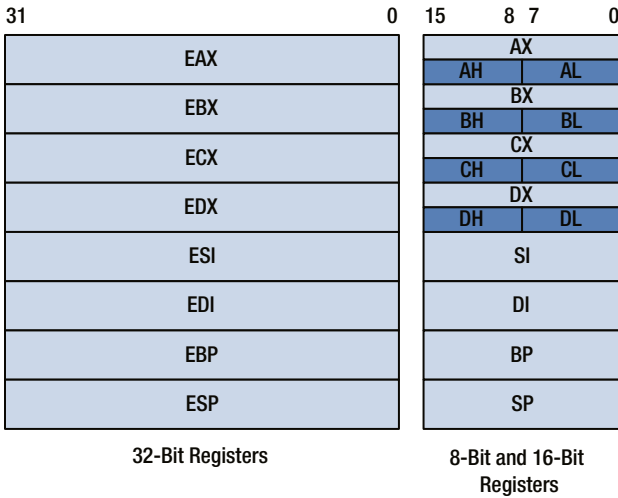 31 0 15 8 7 0
EAX
AX
AH AL
EBX
BX
BH BL
ECX
CX
CH CL
EDX
DX
DH DL
ESI
SI
EDI
DI
EBP
BP
ESP
SP
32-Bit Registers
8-Bit and 16-Bit
Registers